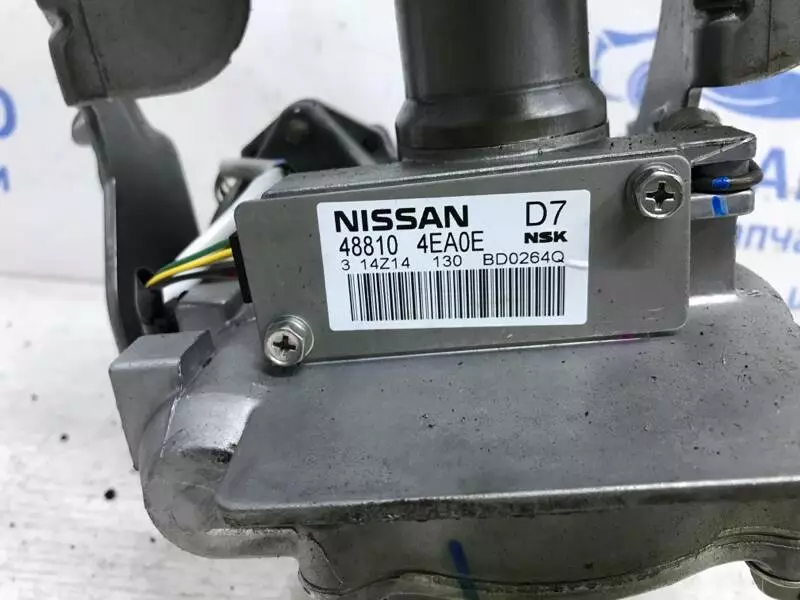 NISSAN D7
48810 4EA0E NSK
3 14Z14 130 BD0264Q